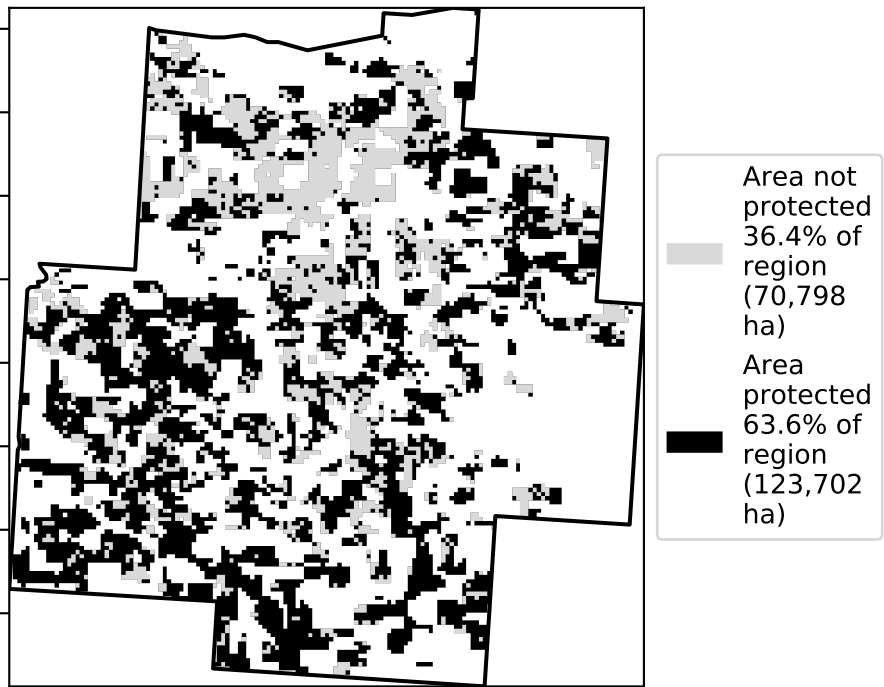 Area not
protected
36.4% of
region
(70,798
ha)
Area
protected
63.6% of
region
(123,702
ha)